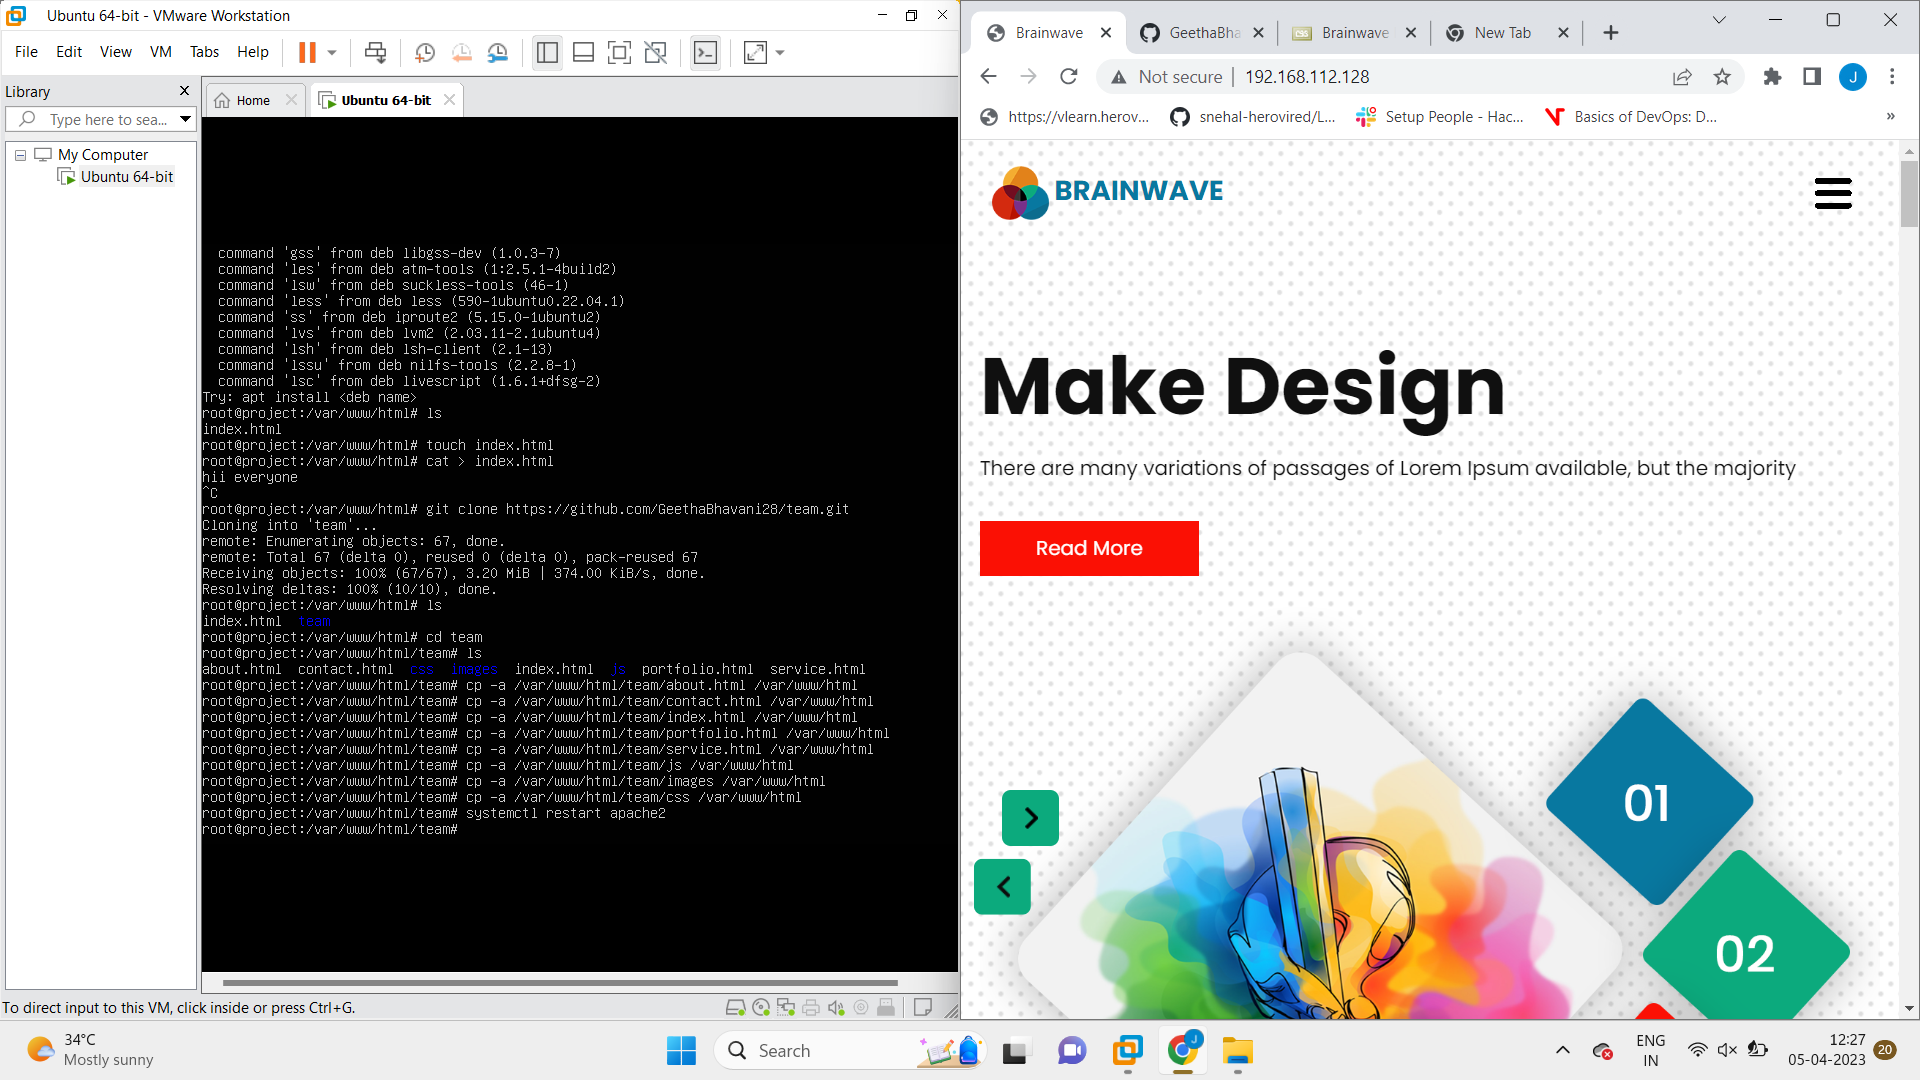 Ubuntu 64-bit - VMware Workstation
File Edit View VM Tabs Help
Library
Type here to sea...
My Computer
Ubuntu 64-bit
Home
Ubuntu 64-bit
command 'gss' from deb libgss-dev (1.0.3-7)
command 'les' from deb atm-tools (1:2.5.1-4build2)
command 'lsw' from deb suckless-tools (46-1)
command 'less' from deb less (590-1ubuntu0.22.04.1)
command 'ss' from deb iproute2 (5.15.0-1ubuntu2)
command 'lvs' from deb lvm2 (2.03.11-2.1ubuntu4)
command 'lsh' from deb lsh-client (2.1-13)
command 'lssu' from deb nilfs-tools (2.2.8-1)
command 'lsc' from deb livescript (1.6.1+dfsg-2)
Try: apt install <deb name>
root@project:/var/www/html# ls
index.html
root@project:/var/www/html# touch index.html
root@project:/var/www/html# cat > index.html
hii everyone
^C
root@project:/var/www/html# git clone https://github.com/GeethaBhavani28/team.git
Cloning into 'team'...
remote: Enumerating objects: 67, done.
remote: Total 67 (delta 0), reused 0 (delta 0), pack-reused 67
Receiving objects: 100% (67/67), 3.20 MiB | 374.00 KiB/s, done.
Resolving deltas: 100% (10/10), done.
root@project:/var/www/html# ls
index.html team
root@project:/var/www/html# cd team
root@project:/var/www/html/team# ls
about.html contact.html css images index.html js portfolio.html service.html
root@project:/var/www/html/team# cp -a /var/www/html/team/about.html /var/www/html
root@project:/var/www/html/team# cp -a /var/www/html/team/contact.html /var/www/html
root@project:/var/www/html/team# cp -a /var/www/html/team/index.html /var/www/html
root@project:/var/www/html/team# cp -a /var/www/html/team/portfolio.html /var/www/html
root@project:/var/www/html/team# cp -a /var/www/html/team/service.html /var/www/html
root@project:/var/www/html/team# cp -a /var/www/html/team/js /var/www/html
root@project:/var/www/html/team# cp -a /var/www/html/team/images /var/www/html
root@project:/var/www/html/team# cp -a /var/www/html/team/css /var/www/html
root@project:/var/www/html/team# systemctl restart apache2
root@project:/var/www/html/team#
To direct input to this VM, click inside or press Ctrl+G.
Brainwave GeethaBha Brainwave New Tab
Not secure 192.168.112.128 J
https://vlearn.herov... snehal-herovired/L... Setup People - Hac... Basics of DevOps: D... »
BRAINWAVE
Make Design
There are many variations of passages of Lorem Ipsum available, but the majority
Read More
01
02
34°C
Mostly sunny
Search
J
ENG
IN
12:27
05-04-2023
20